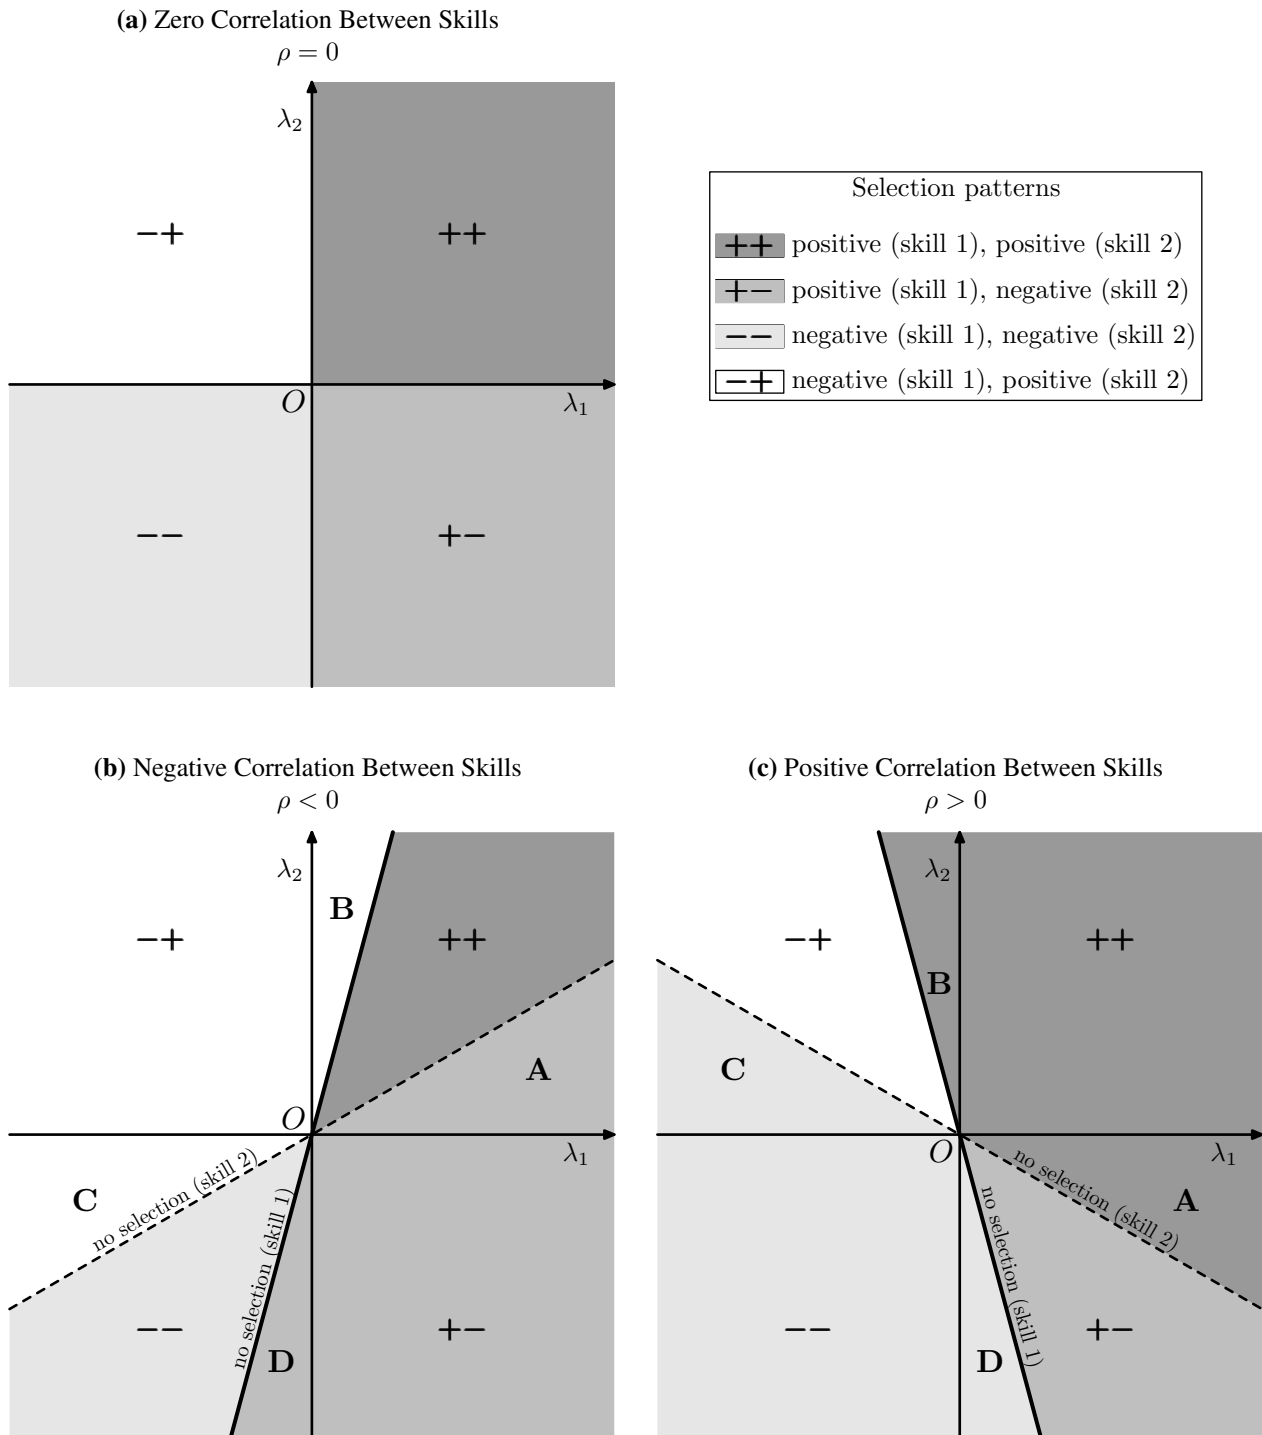 (a) Zero Correlation Between Skills
ρ = 0
λ₂
−+
++
O
λ₁
−−
+−
Selection patterns
++ positive (skill 1), positive (skill 2)
+− positive (skill 1), negative (skill 2)
−− negative (skill 1), negative (skill 2)
−+ negative (skill 1), positive (skill 2)
(b) Negative Correlation Between Skills
ρ < 0
λ₂
B
−+
++
A
O
λ₁
C
no selection (skill 2)
no selection (skill 1)
−−
+−
D
(c) Positive Correlation Between Skills
ρ > 0
λ₂
−+
++
B
C
O
λ₁
no selection (skill 2)
A
no selection (skill 1)
−−
+−
D